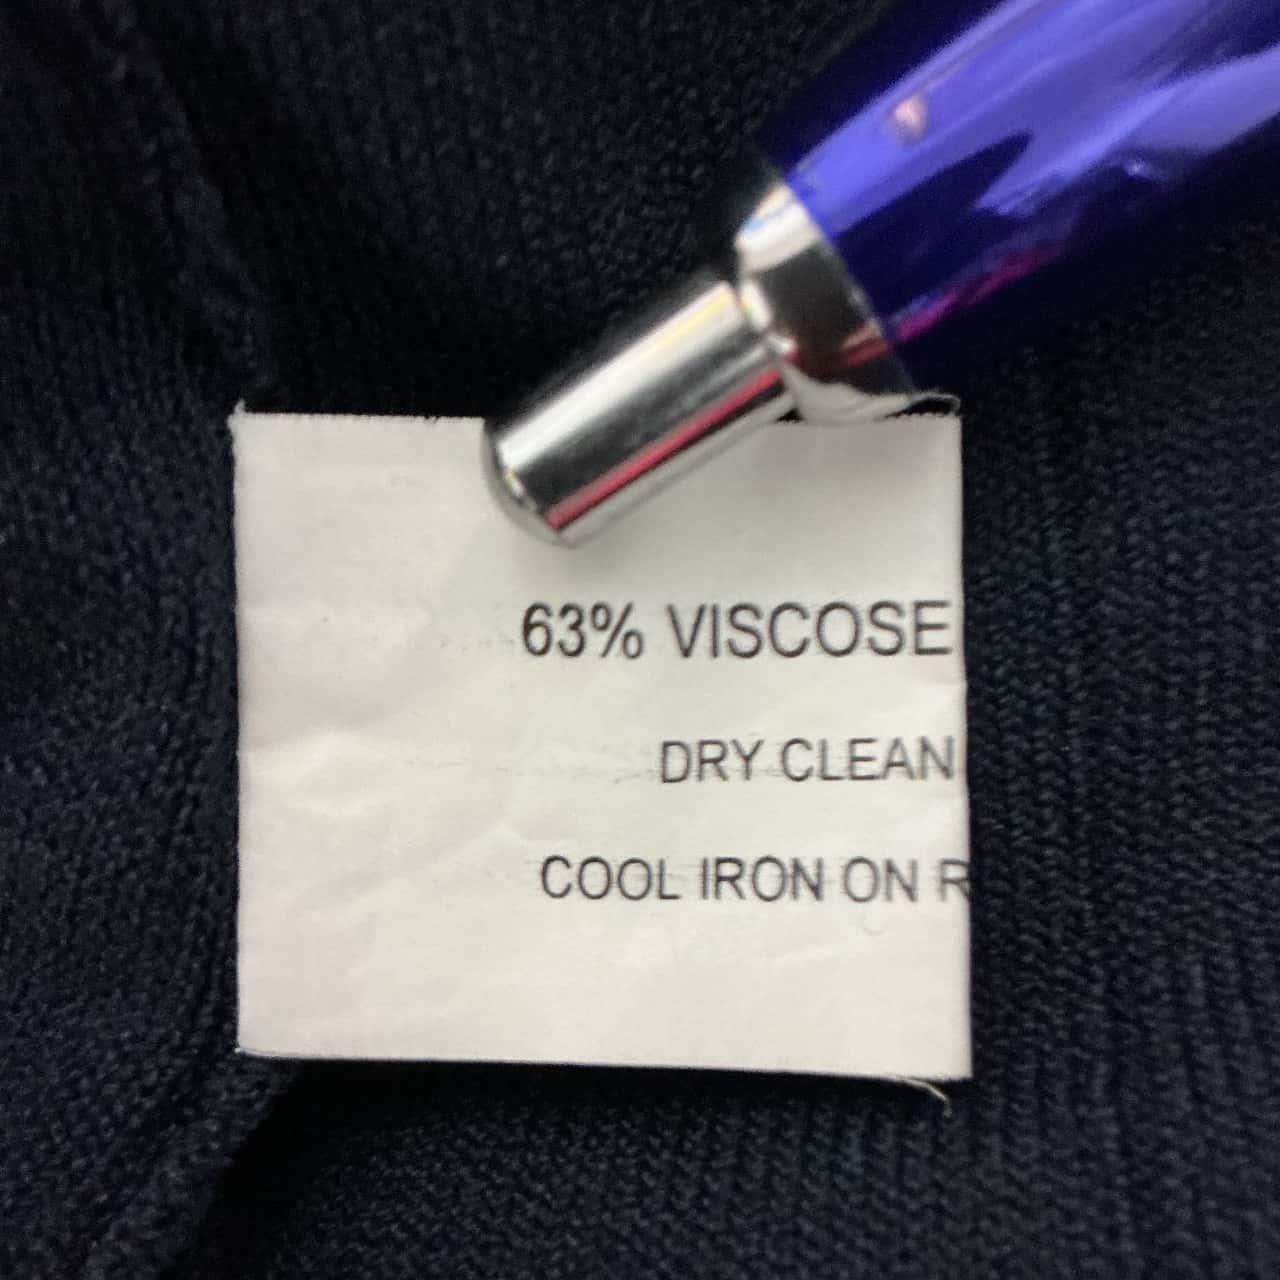 63% VISCOSE
DRY CLEAN
COOL IRON ON R